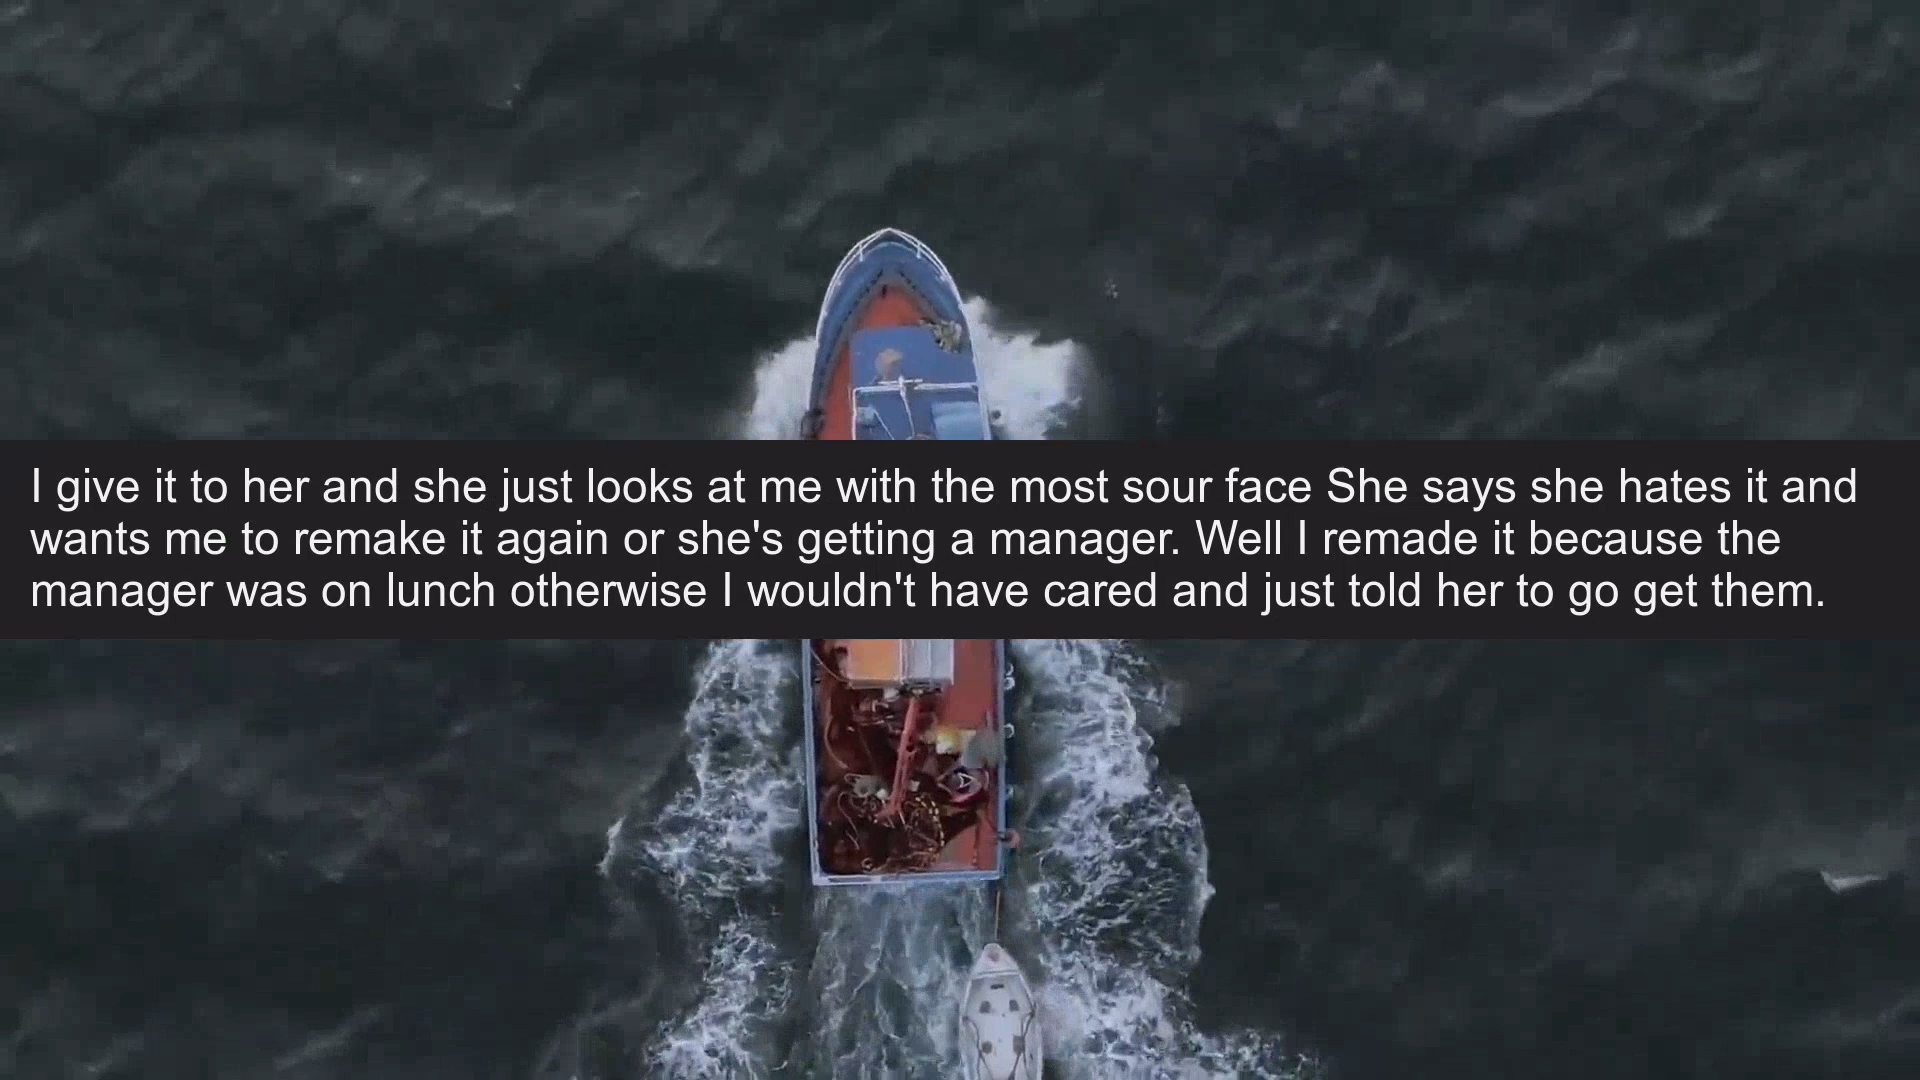 I give it to her and she just looks at me with the most sour face She says she hates it and
wants me to remake it again or she's getting a manager. Well I remade it because the
manager was on lunch otherwise I wouldn't have cared and just told her to go get them.